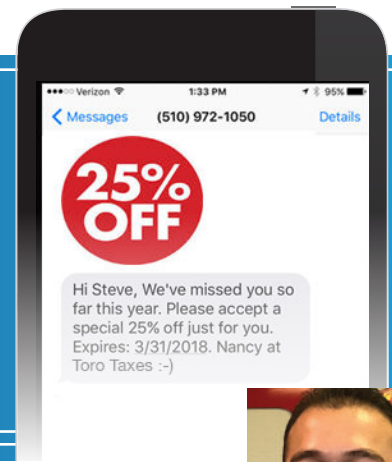 Verizon 1:33 PM 95%
Messages (510) 972-1050 Details
25%
OFF
Hi Steve, We've missed you so
far this year. Please accept a
special 25% off just for you.
Expires: 3/31/2018. Nancy at
Toro Taxes :-)